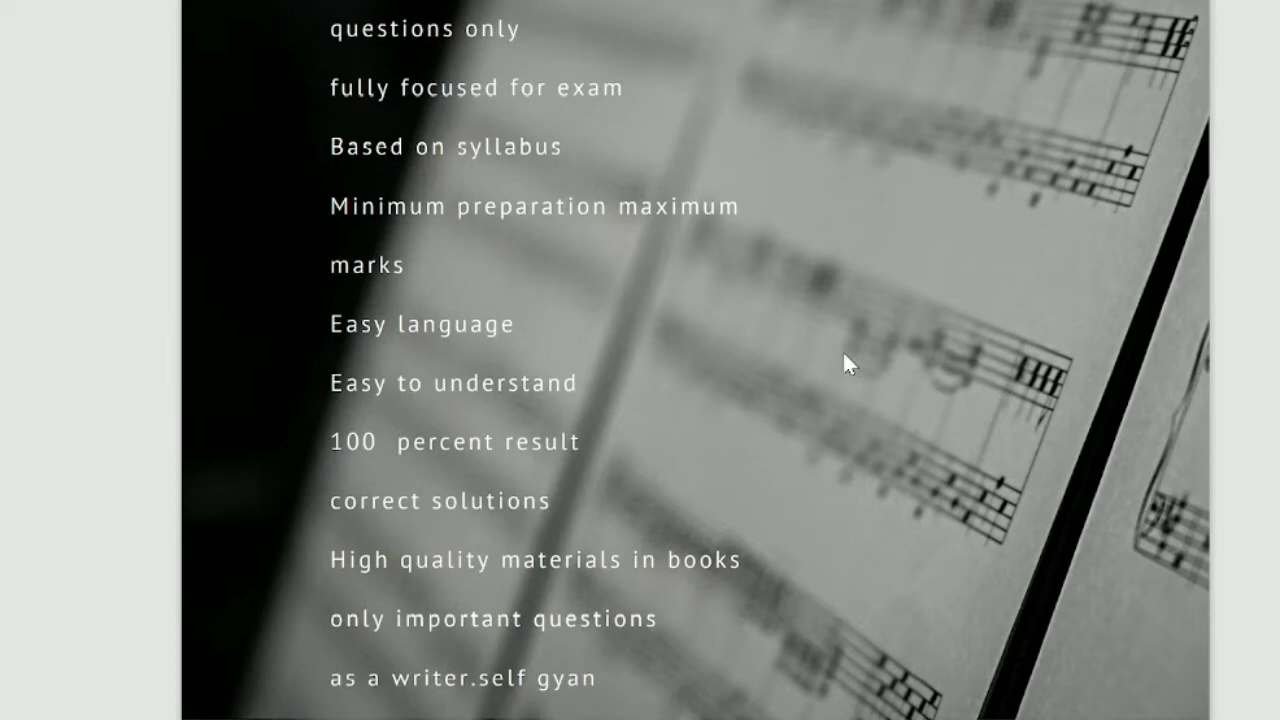 questions only
fully focused for exam
Based on syllabus
Minimum preparation maximum
marks
Easy language
Easy to understand
100  percent result
correct solutions
High quality materials in books
only important questions
as a writer.self gyan